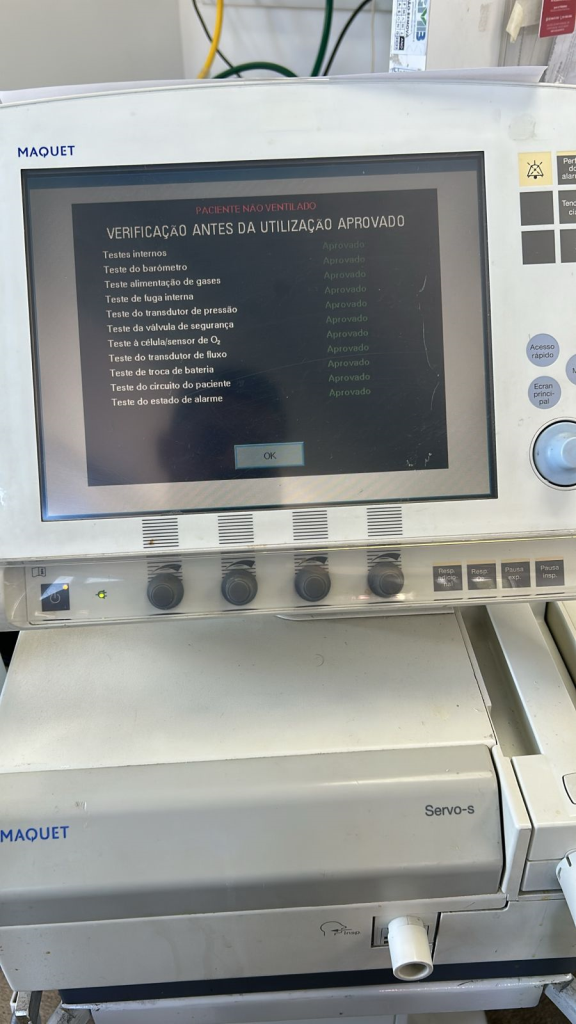 MAQUET
PACIENTE NÃO VENTILADO
VERIFICAÇÃO ANTES DA UTILIZAÇÃO APROVADO
Testes internos Aprovado
Teste do barómetro Aprovado
Teste alimentação de gases Aprovado
Teste de fuga interna Aprovado
Teste do transdutor de pressão Aprovado
Teste da válvula de segurança Aprovado
Teste à célula/sensor de O₂ Aprovado
Teste do transdutor de fluxo Aprovado
Teste de troca de bateria Aprovado
Teste do circuito do paciente Aprovado
Teste do estado de alarme Aprovado
OK
Acesso
rápido
Ecran
princi-
pal
Pausa
exp.
Pausa
insp.
Servo-s
MAQUET